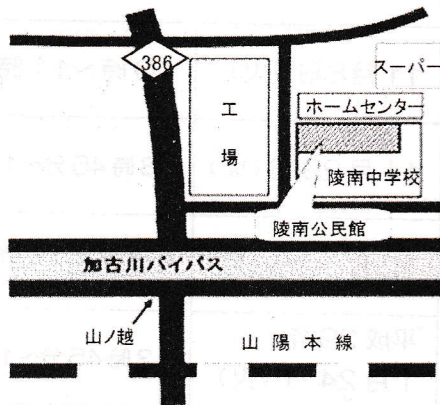 386
スーパー
工場
ホームセンター
陵南中学校
陵南公民館
加古川バイパス
山ノ越
山陽本線